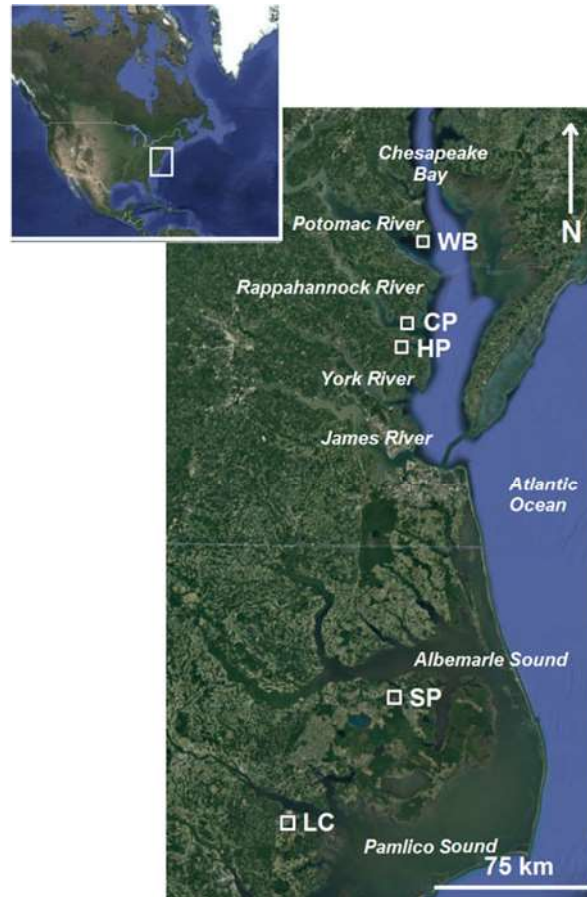 Chesapeake
Bay
N
Potomac River
WB
Rappahannock River
CP
HP
York River
James River
Atlantic
Ocean
Albemarle Sound
SP
LC
Pamlico Sound
75 km